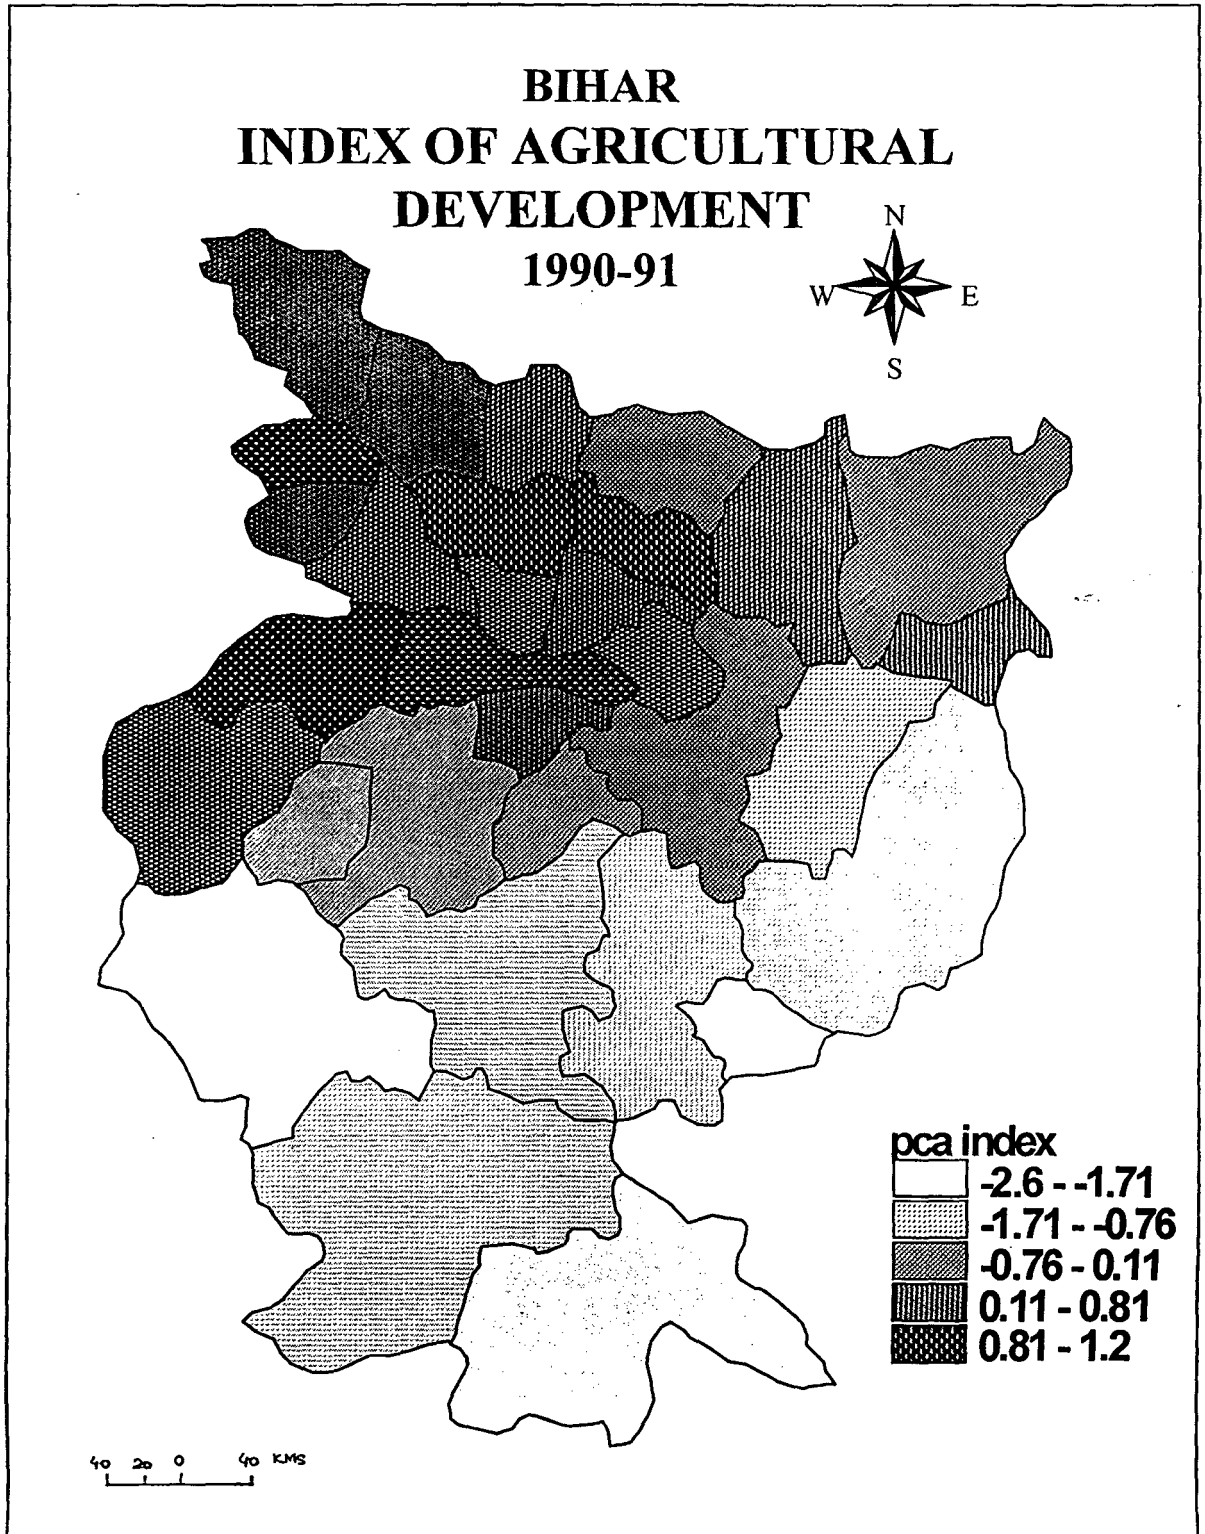 BIHAR
INDEX OF AGRICULTURAL
DEVELOPMENT
1990-91
N
W E
S
pca index
-2.6 - -1.71
-1.71 - -0.76
-0.76 - 0.11
0.11 - 0.81
0.81 - 1.2
40 20 0 40 KMS